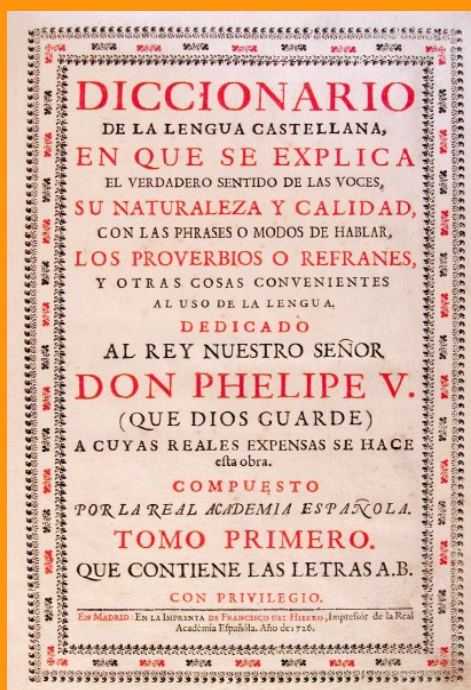 DICCIONARIO
DE LA LENGUA CASTELLANA,
EN QUE SE EXPLICA
EL VERDADERO SENTIDO DE LAS VOCES,
SU NATURALEZA Y CALIDAD,
CON LAS PHRASES O MODOS DE HABLAR,
LOS PROVERBIOS O REFRANES,
Y OTRAS COSAS CONVENIENTES
AL USO DE LA LENGUA.
DEDICADO
AL REY NUESTRO SEÑOR
DON PHELIPE V.
(QUE DIOS GUARDE)
A CUYAS REALES EXPENSAS SE HACE
eſta obra.
COMPUESTO
POR LA REAL ACADEMIA ESPAÑOLA.
TOMO PRIMERO.
QUE CONTIENE LAS LETRAS A.B.
CON PRIVILEGIO.
EN MADRID: EN LA IMPRENTA DE FRANCISCO DEL HIERRO, Impreſsór de la Real
Académia Eſpañóla. Año de 1726.